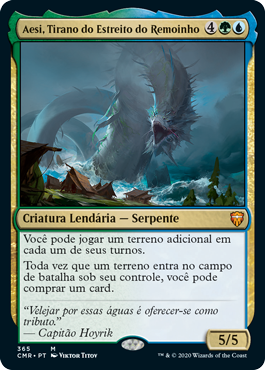 Aesi, Tirano do Estreito do Remoinho 4
Criatura Lendária — Serpente
Você pode jogar um terreno adicional em
cada um de seus turnos.
Toda vez que um terreno entra no campo
de batalha sob seu controle, você pode
comprar um card.
"Velejar por essas águas é oferecer-se como
tributo."
— Capitão Hoyrik
5/5
365 M
CMR • PT Viktor Titov
™ & © 2020 Wizards of the Coast